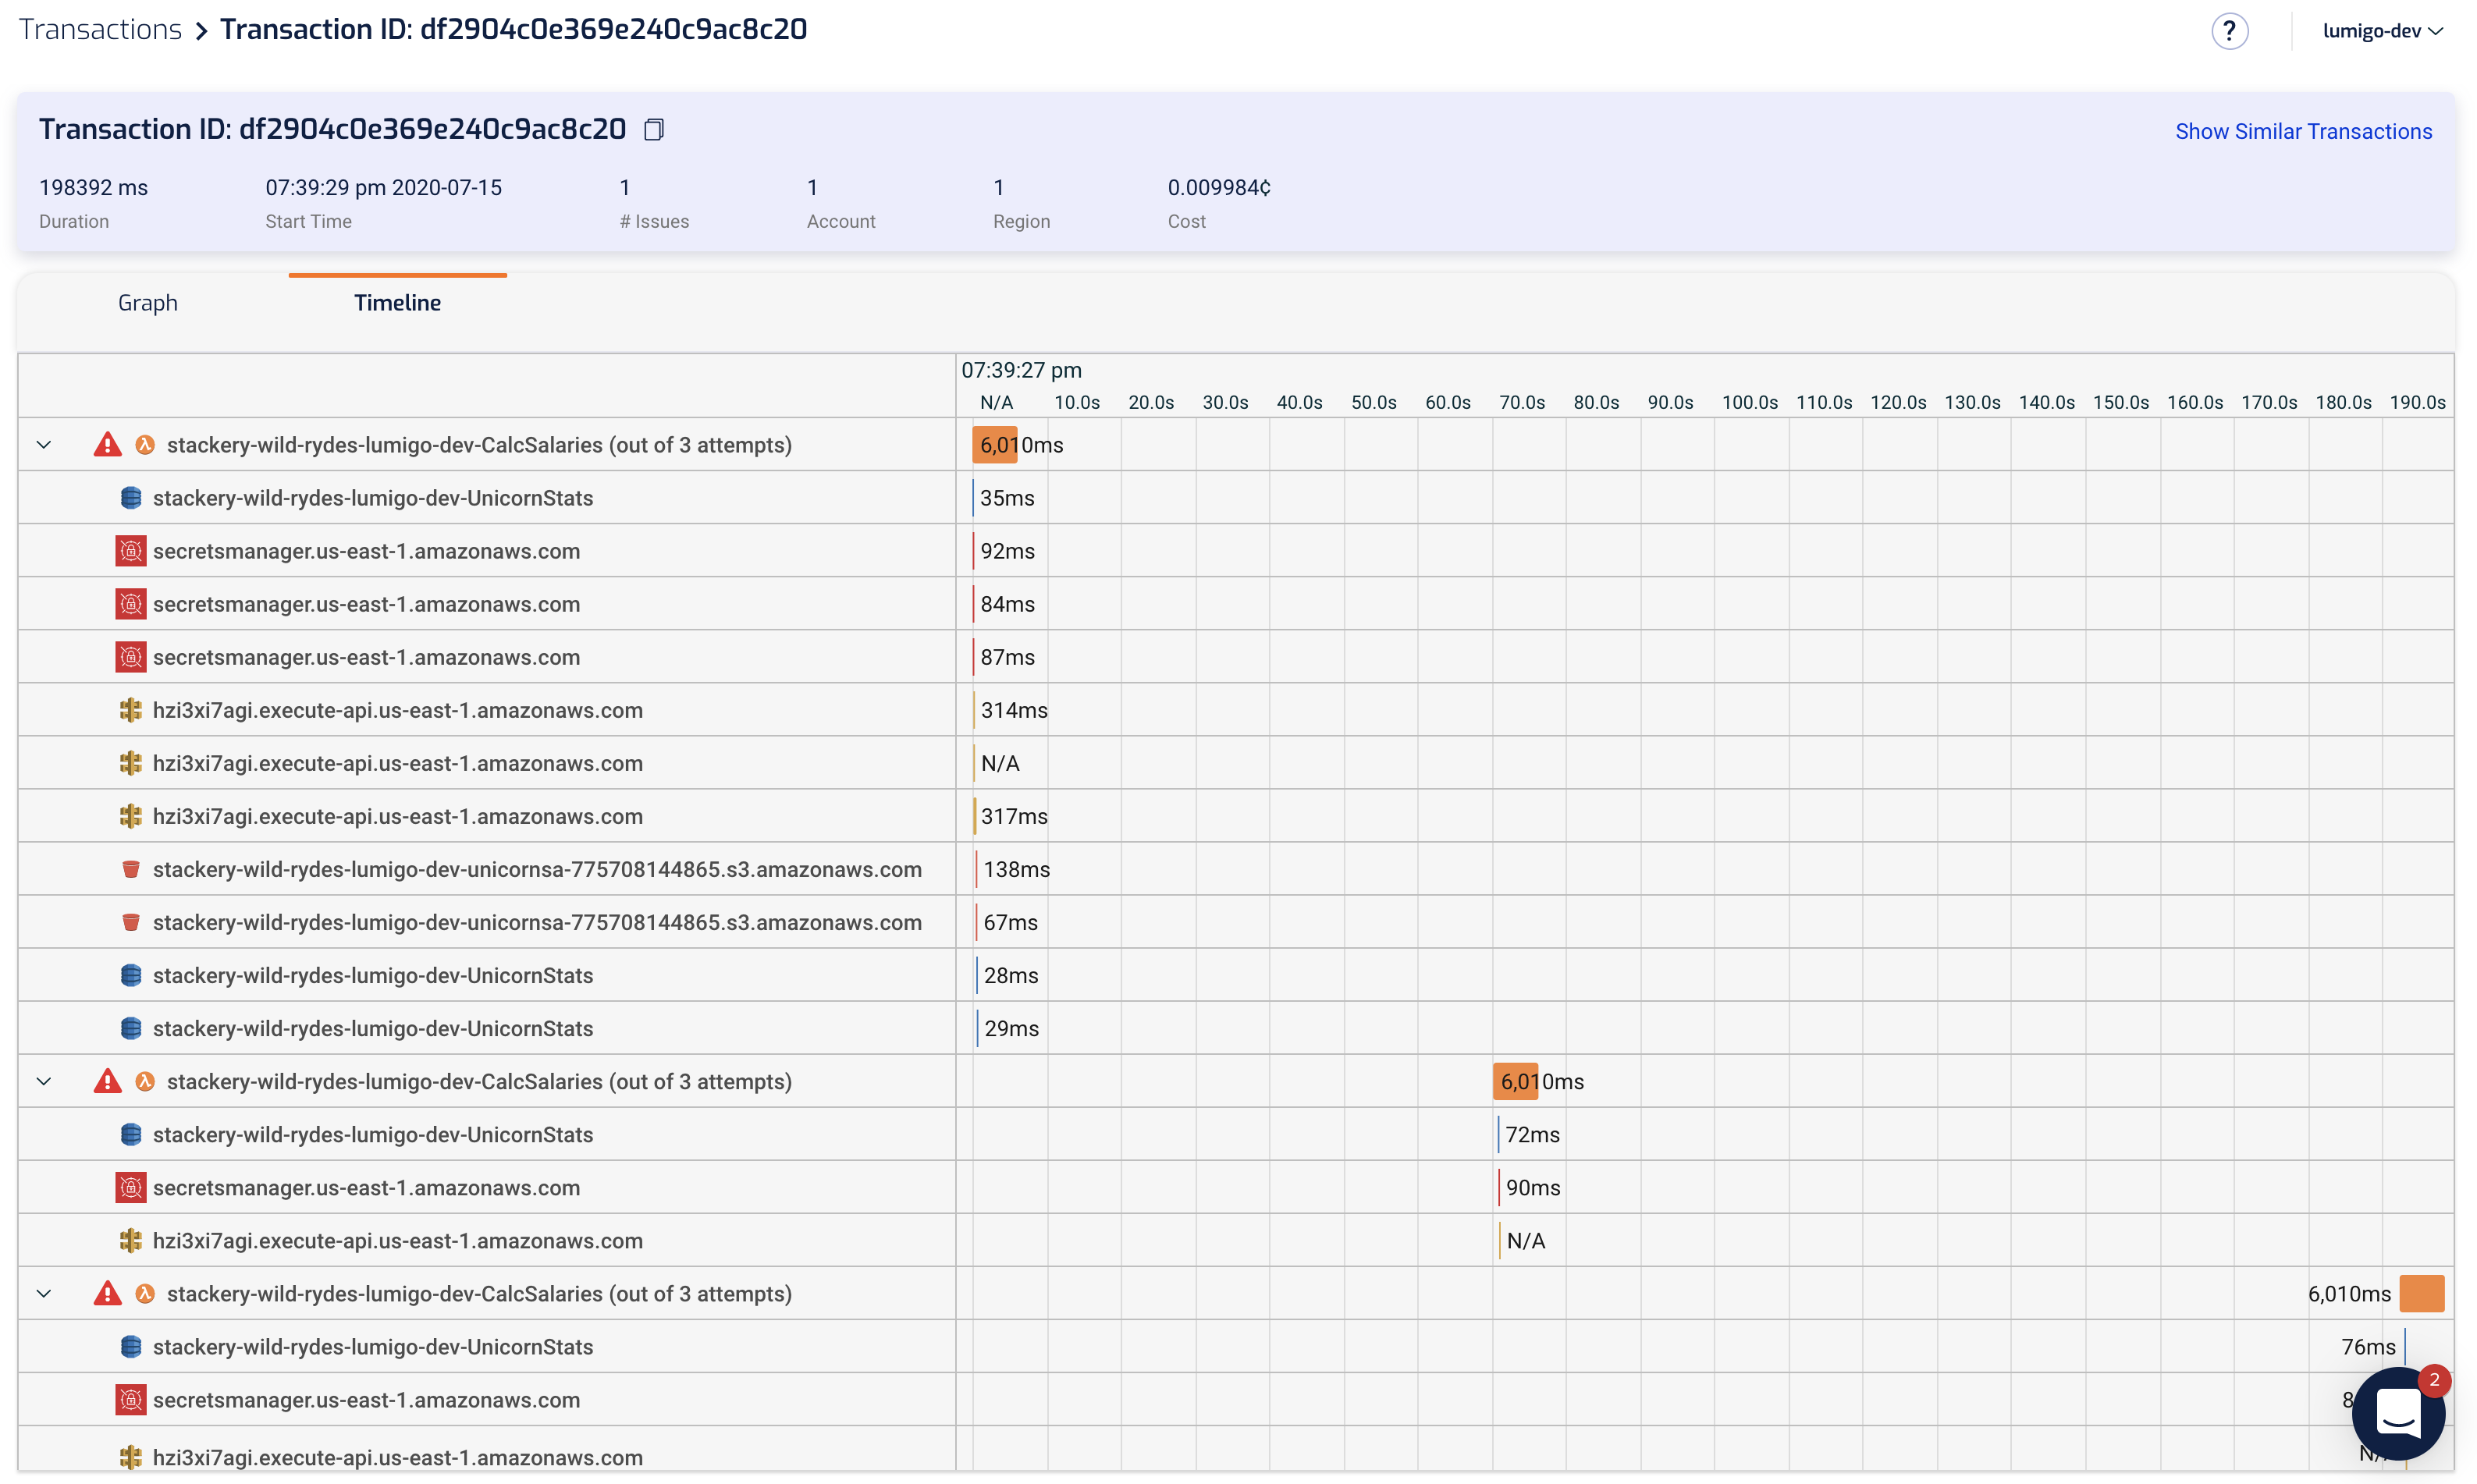 Transactions > Transaction ID: df2904c0e369e240c9ac8c20
? lumigo-dev
Transaction ID: df2904c0e369e240c9ac8c20
Show Similar Transactions
198392 ms 07:39:29 pm 2020-07-15 1 1 1 0.009984¢
Duration Start Time # Issues Account Region Cost
Graph Timeline
07:39:27 pm
N/A 10.0s 20.0s 30.0s 40.0s 50.0s 60.0s 70.0s 80.0s 90.0s 100.0s 110.0s 120.0s 130.0s 140.0s 150.0s 160.0s 170.0s 180.0s 190.0s
stackery-wild-rydes-lumigo-dev-CalcSalaries (out of 3 attempts) 6,010ms
stackery-wild-rydes-lumigo-dev-UnicornStats 35ms
secretsmanager.us-east-1.amazonaws.com 92ms
secretsmanager.us-east-1.amazonaws.com 84ms
secretsmanager.us-east-1.amazonaws.com 87ms
hzi3xi7agi.execute-api.us-east-1.amazonaws.com 314ms
hzi3xi7agi.execute-api.us-east-1.amazonaws.com N/A
hzi3xi7agi.execute-api.us-east-1.amazonaws.com 317ms
stackery-wild-rydes-lumigo-dev-unicornsa-775708144865.s3.amazonaws.com 138ms
stackery-wild-rydes-lumigo-dev-unicornsa-775708144865.s3.amazonaws.com 67ms
stackery-wild-rydes-lumigo-dev-UnicornStats 28ms
stackery-wild-rydes-lumigo-dev-UnicornStats 29ms
stackery-wild-rydes-lumigo-dev-CalcSalaries (out of 3 attempts) 6,010ms
stackery-wild-rydes-lumigo-dev-UnicornStats 72ms
secretsmanager.us-east-1.amazonaws.com 90ms
hzi3xi7agi.execute-api.us-east-1.amazonaws.com N/A
stackery-wild-rydes-lumigo-dev-CalcSalaries (out of 3 attempts) 6,010ms
stackery-wild-rydes-lumigo-dev-UnicornStats 76ms
2
secretsmanager.us-east-1.amazonaws.com
hzi3xi7agi.execute-api.us-east-1.amazonaws.com